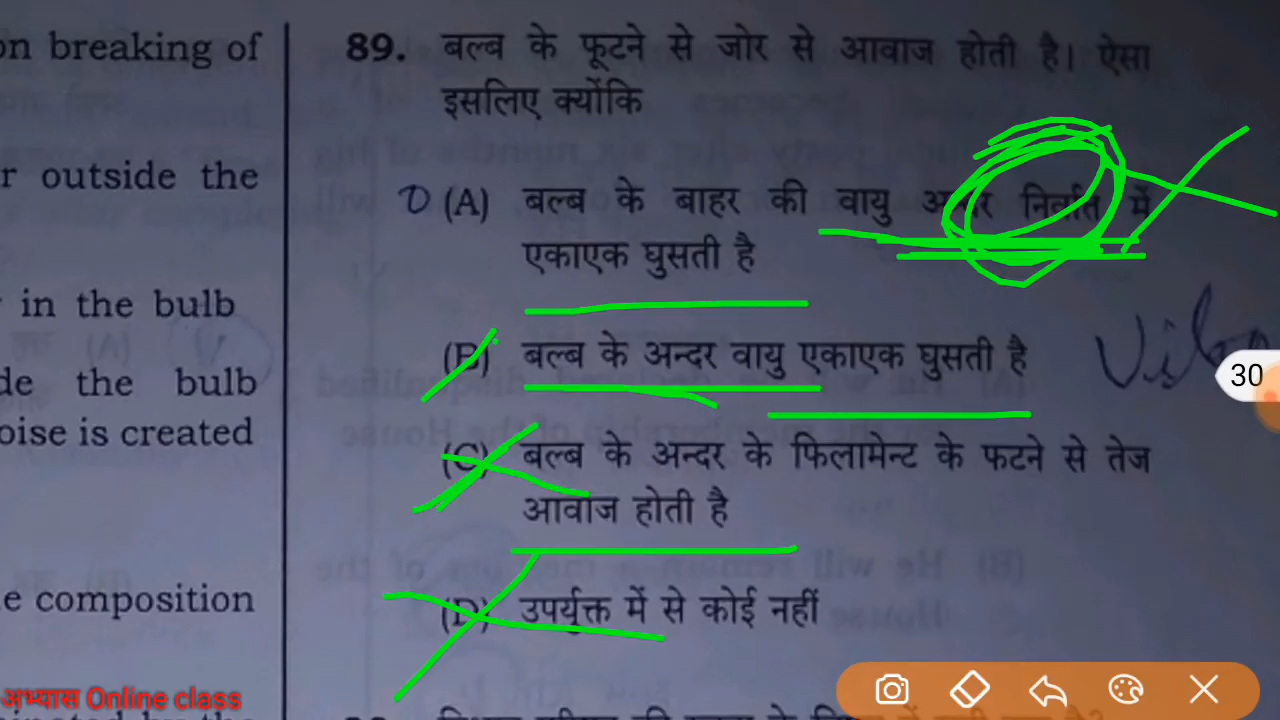 on breaking of
r outside the
r in the bulb
de the bulb
oise is created
e composition
89. बल्ब के फूटने से जोर से आवाज होती है। ऐसा
इसलिए क्योंकि
(A) बल्ब के बाहर की वायु अन्दर निर्वात में
एकाएक घुसती है
(B) बल्ब के अन्दर वायु एकाएक घुसती है
30
(C) बल्ब के अन्दर के फिलामेन्ट के फटने से तेज
आवाज होती है
(D) उपर्युक्त में से कोई नहीं
अभ्यास Online class